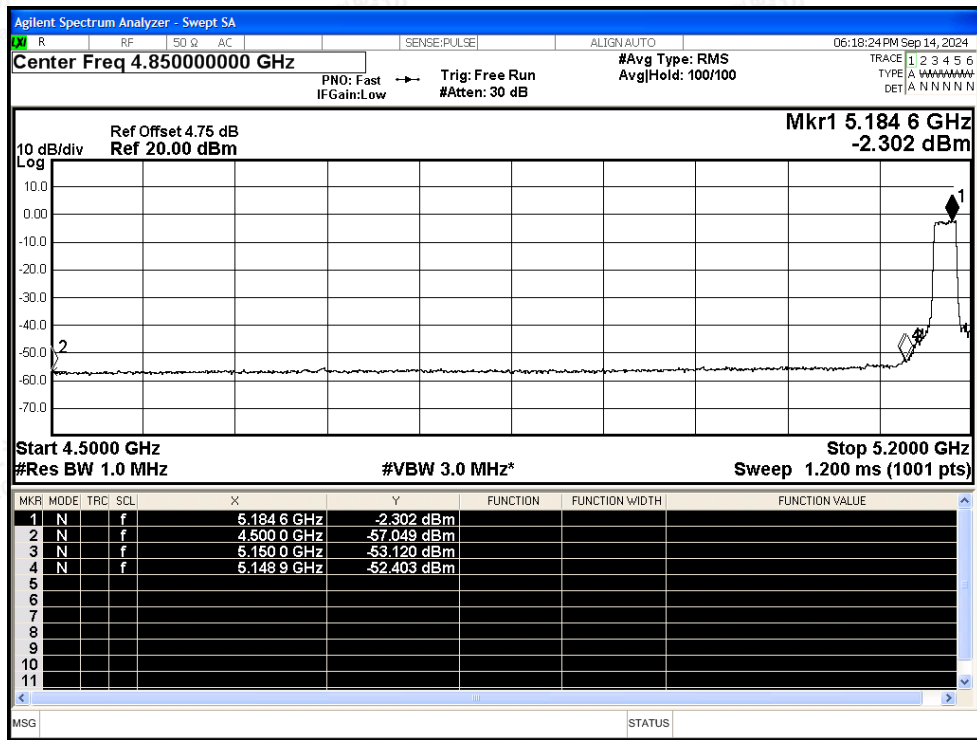 Agilent Spectrum Analyzer - Swept SA
LXI R RF 50 Ω AC SENSE:PULSE ALIGN AUTO 06:18:24 PM Sep 14, 2024
Center Freq 4.850000000 GHz
PNO: Fast
IFGain:Low
Trig: Free Run
#Atten: 30 dB
#Avg Type: RMS
Avg|Hold: 100/100
TRACE 1 2 3 4 5 6
TYPE A WWWWW
DET A N N N N N
Mkr1 5.184 6 GHz
-2.302 dBm
Ref Offset 4.75 dB
10 dB/div Ref 20.00 dBm
Log
10.0
0.00
-10.0
-20.0
-30.0
-40.0
-50.0
-60.0
-70.0
1
2
4
Start 4.5000 GHz Stop 5.2000 GHz
#Res BW 1.0 MHz #VBW 3.0 MHz* Sweep 1.200 ms (1001 pts)
MKR MODE TRC SCL X Y FUNCTION FUNCTION WIDTH FUNCTION VALUE
1 N f 5.184 6 GHz -2.302 dBm
2 N f 4.500 0 GHz -57.049 dBm
3 N f 5.150 0 GHz -53.120 dBm
4 N f 5.148 9 GHz -52.403 dBm
5
6
7
8
9
10
11
MSG STATUS